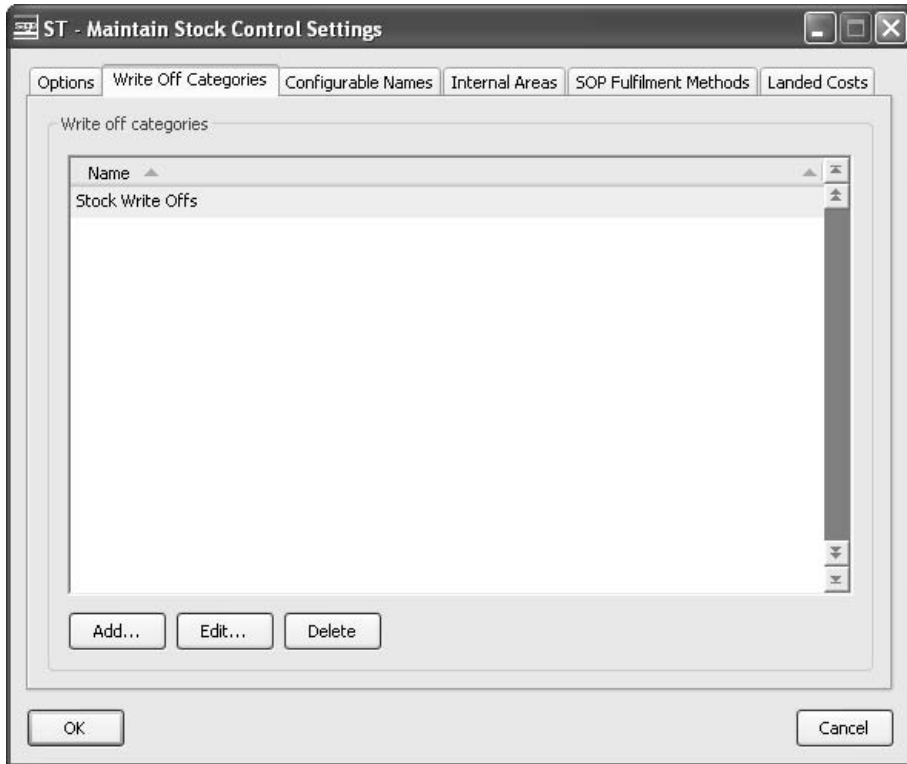 ST - Maintain Stock Control Settings
Options Write Off Categories Configurable Names Internal Areas SOP Fulfilment Methods Landed Costs
Write off categories
Name
Stock Write Offs
Add... Edit... Delete
OK Cancel